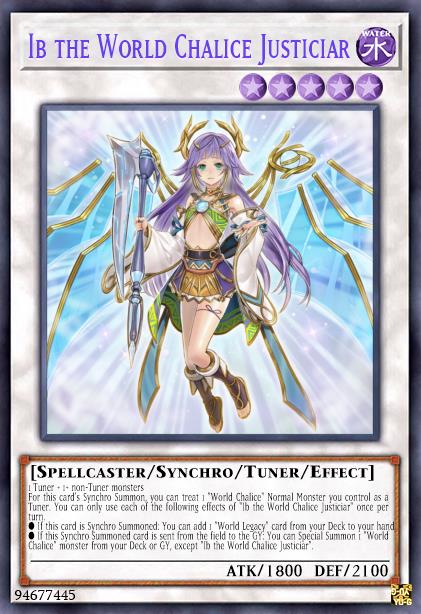 Ib the World Chalice Justiciar
WATER
水
[Spellcaster/Synchro/Tuner/Effect]
1 Tuner + 1+ non-Tuner monsters
For this card's Synchro Summon, you can treat 1 "World Chalice" Normal Monster you control as a
Tuner. You can only use each of the following effects of "Ib the World Chalice Justiciar" once per
turn.
● If this card is Synchro Summoned: You can add 1 "World Legacy" card from your Deck to your hand
● If this Synchro Summoned card is sent from the field to the GY: You can Special Summon 1 "World
Chalice" monster from your Deck or GY, except "Ib the World Chalice Justiciar".
ATK/1800 DEF/2100
94677445